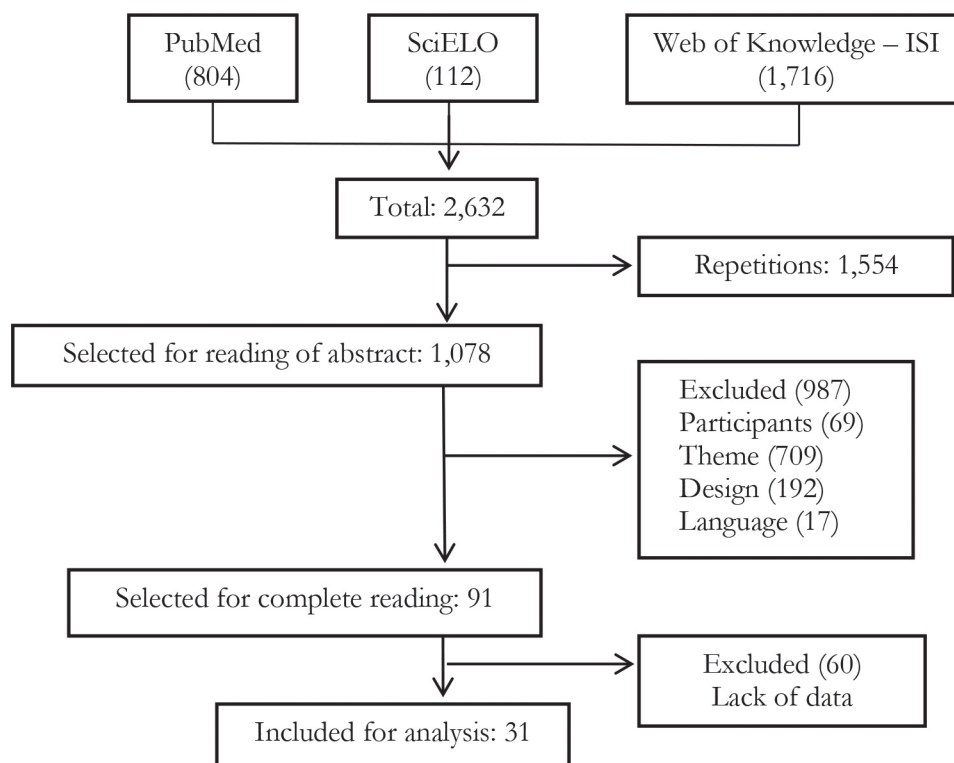 PubMed
(804)
SciELO
(112)
Web of Knowledge – ISI
(1,716)
Total: 2,632
Repetitions: 1,554
Selected for reading of abstract: 1,078
Excluded (987)
Participants (69)
Theme (709)
Design (192)
Language (17)
Selected for complete reading: 91
Excluded (60)
Lack of data
Included for analysis: 31